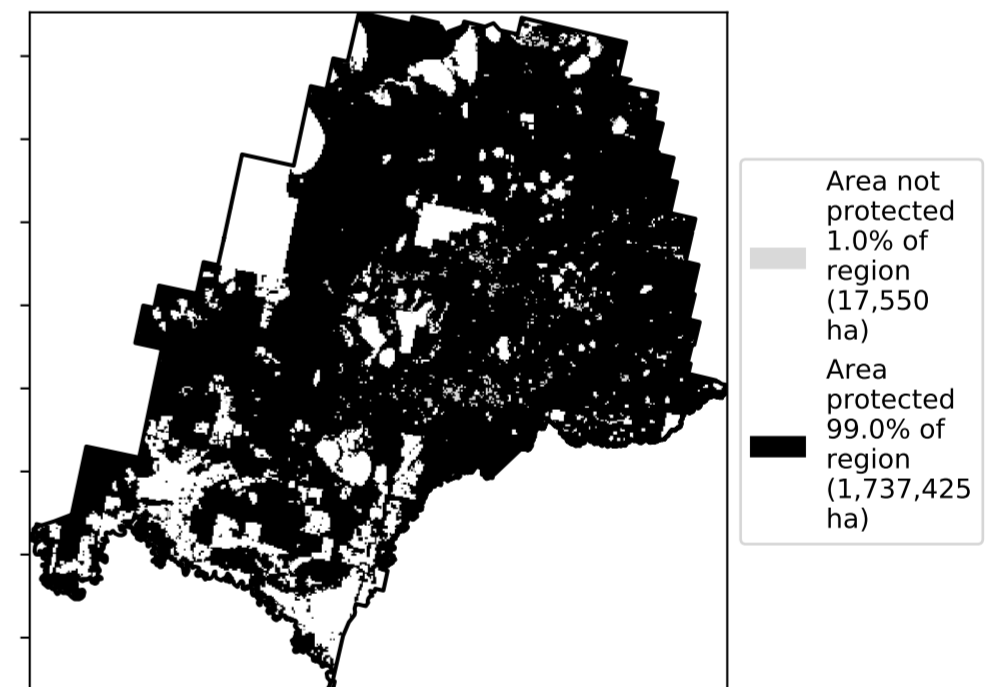 Area not
protected
1.0% of
region
(17,550
ha)
Area
protected
99.0% of
region
(1,737,425
ha)